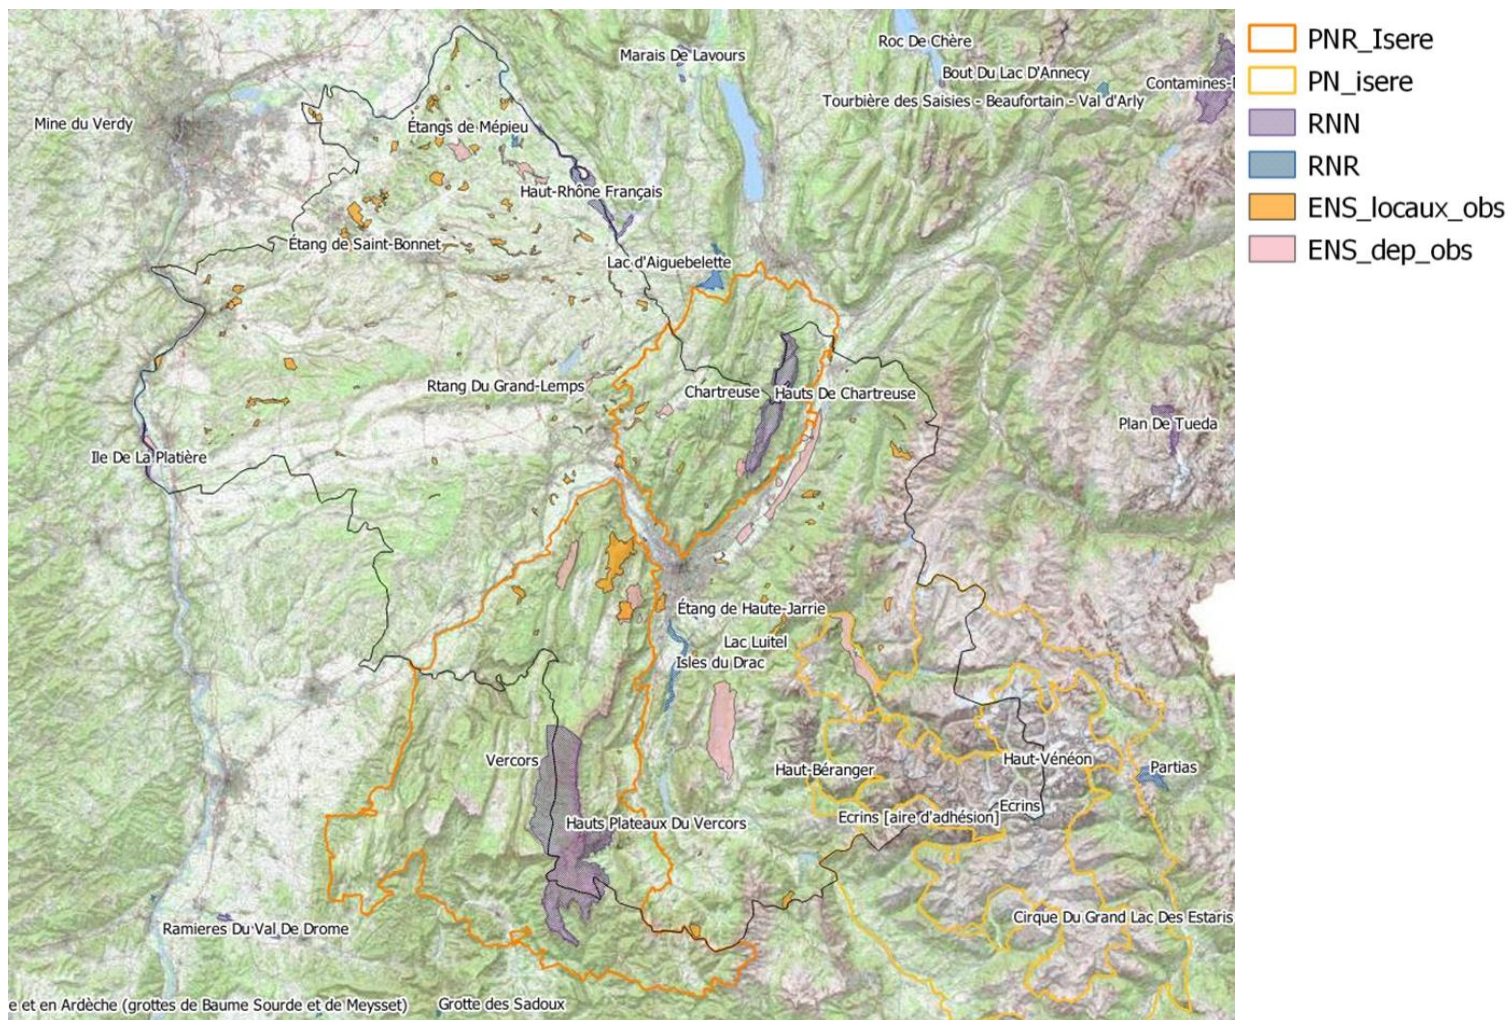 Roc De Chère
Marais De Lavours
Bout Du Lac D'Annecy
Contamines-
Tourbière des Saisies - Beaufortain - Val d'Arly
Mine du Verdy
Étangs de Mépieu
Haut-Rhône Français
Étang de Saint-Bonnet
Lac d'Aiguebelette
Rtang Du Grand-Lemps
Chartreuse
Hauts De Chartreuse
Plan De Tueda
Ile De La Platière
Étang de Haute-Jarrie
Lac Luitel
Isles du Drac
Vercors
Haut-Béranger
Haut-Vénéon
Partias
Ecrins
Ecrins [aire d'adhésion]
Hauts Plateaux Du Vercors
Cirque Du Grand Lac Des Estaris
Ramieres Du Val De Drome
e et en Ardèche (grottes de Baume Sourde et de Meysset)
Grotte des Sadoux
PNR_Isere
PN_isere
RNN
RNR
ENS_locaux_obs
ENS_dep_obs